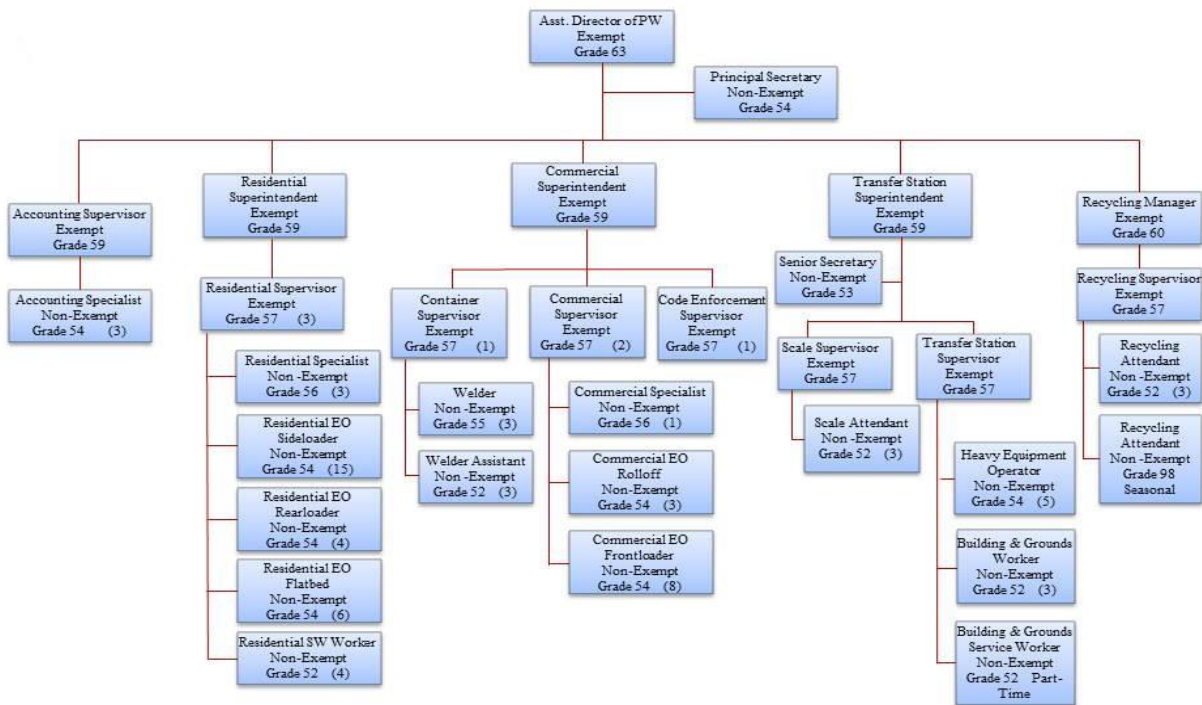 Asst. Director of PW
Exempt
Grade 63
Principal Secretary
Non-Exempt
Grade 54
Accounting Supervisor
Exempt
Grade 59
Accounting Specialist
Non-Exempt
Grade 54 (3)
Residential
Superintendent
Exempt
Grade 59
Residential Supervisor
Exempt
Grade 57 (3)
Residential Specialist
Non -Exempt
Grade 56 (3)
Residential EO
Sideloader
Non-Exempt
Grade 54 (15)
Residential EO
Rearloader
Non-Exempt
Grade 54 (4)
Residential EO
Flatbed
Non-Exempt
Grade 54 (6)
Residential SW Worker
Non-Exempt
Grade 52 (4)
Commercial
Superintendent
Exempt
Grade 59
Container
Supervisor
Exempt
Grade 57 (1)
Welder
Non -Exempt
Grade 55 (3)
Welder Assistant
Non-Exempt
Grade 52 (3)
Commercial
Supervisor
Exempt
Grade 57 (2)
Commercial Specialist
Non -Exempt
Grade 56 (1)
Commercial EO
Rolloff
Non-Exempt
Grade 54 (3)
Commercial EO
Frontloader
Non-Exempt
Grade 54 (8)
Code Enforcement
Supervisor
Exempt
Grade 57 (1)
Transfer Station
Superintendent
Exempt
Grade 59
Senior Secretary
Non-Exempt
Grade 53
Scale Supervisor
Exempt
Grade 57
Scale Attendant
Non -Exempt
Grade 52 (3)
Transfer Station
Supervisor
Exempt
Grade 57
Heavy Equipment
Operator
Non -Exempt
Grade 54 (5)
Building & Grounds
Worker
Non-Exempt
Grade 52 (3)
Building & Grounds
Service Worker
Non-Exempt
Grade 52 Part-
Time
Recycling Manager
Exempt
Grade 60
Recycling Supervisor
Exempt
Grade 57
Recycling
Attendant
Non -Exempt
Grade 52 (3)
Recycling
Attendant
Non -Exempt
Grade 98
Seasonal